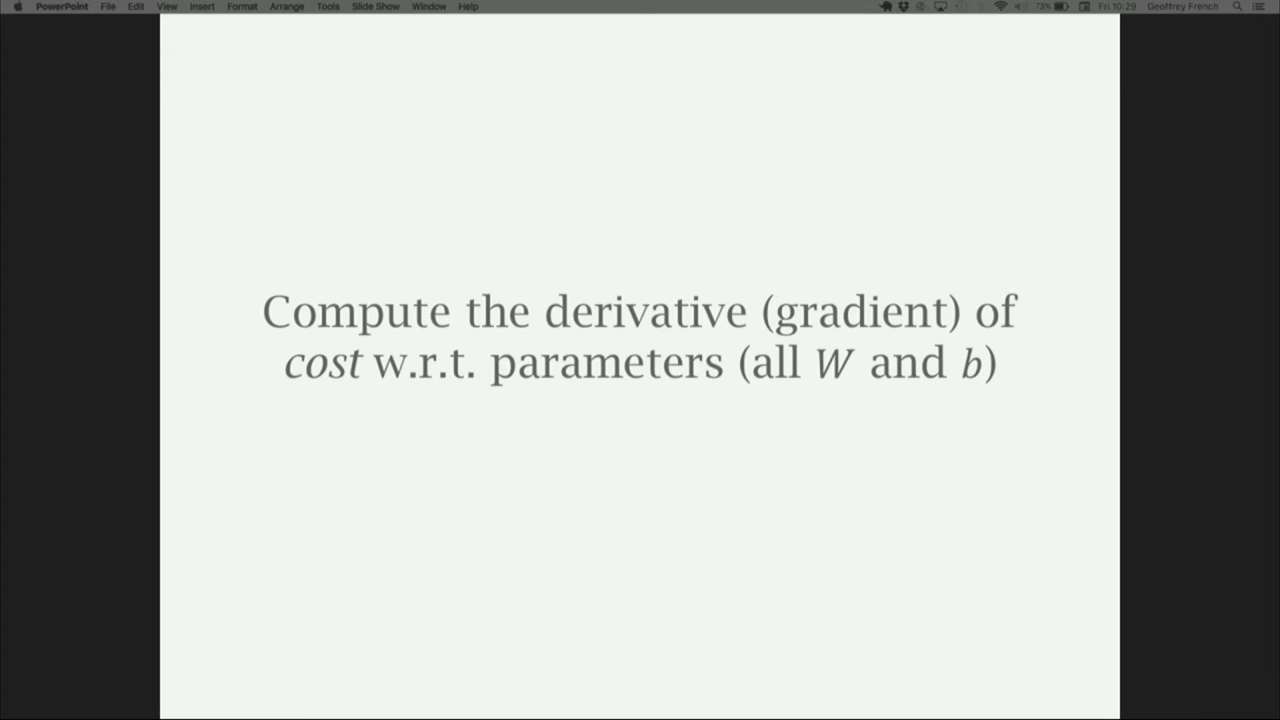 PowerPoint File Edit View Insert Format Arrange Tools Slide Show Window Help 73% Fri 10:29 Geoffrey French
Compute the derivative (gradient) of
cost w.r.t. parameters (all W and b)